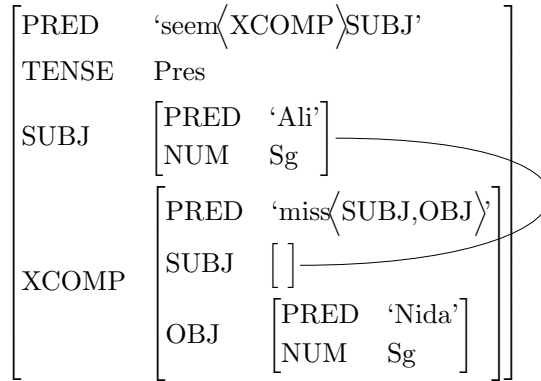 PRED ‘seem⟨XCOMP⟩SUBJ’
TENSE Pres
SUBJ [PRED ‘Ali’
NUM Sg]
XCOMP [PRED ‘miss⟨SUBJ,OBJ⟩’
SUBJ [ ]
OBJ [PRED ‘Nida’
NUM Sg]]